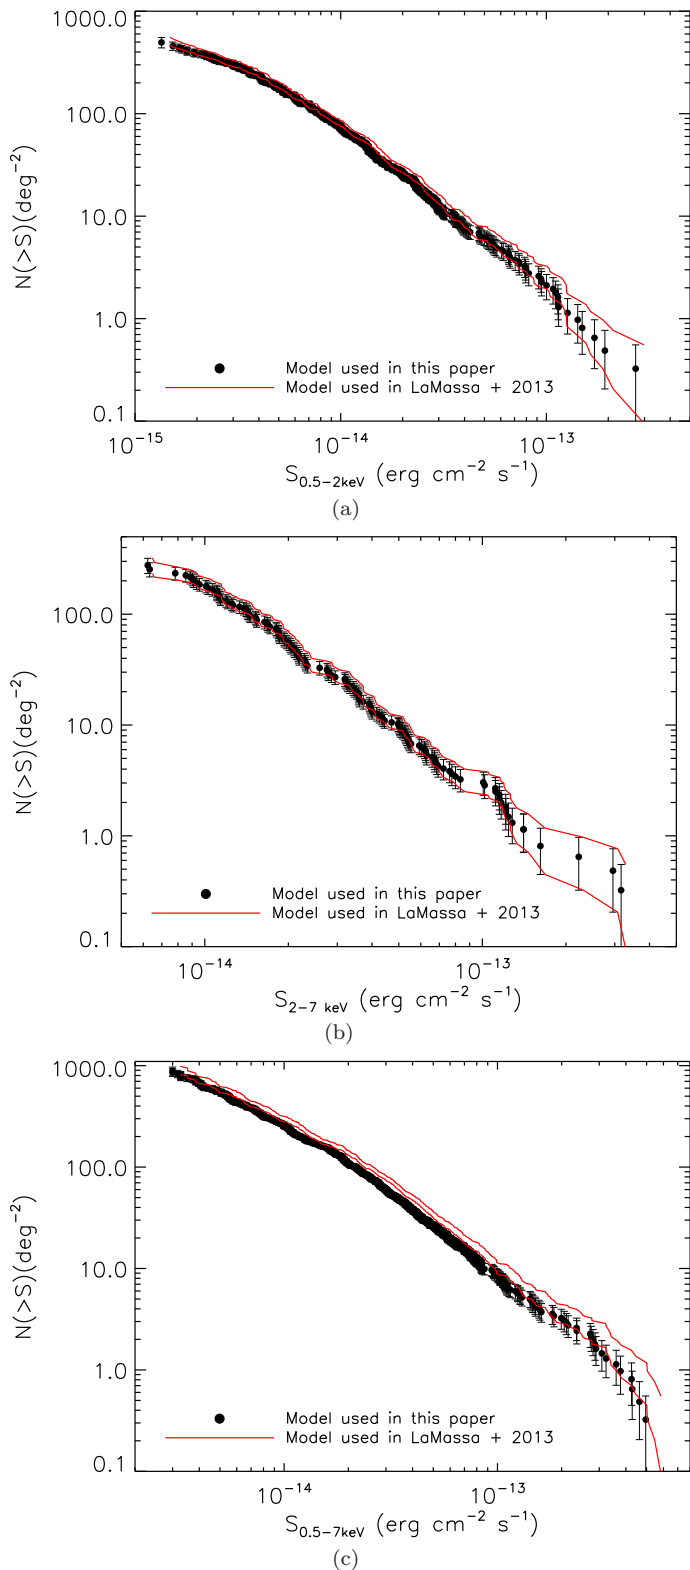 1000.0
100.0
10.0
1.0
0.1
N(>S)(deg⁻²)
Model used in this paper
Model used in LaMassa + 2013
10⁻¹⁵
10⁻¹⁴
10⁻¹³
S₀.₅₋₂keV (erg cm⁻² s⁻¹)
(a)
100.0
10.0
1.0
0.1
N(>S)(deg⁻²)
Model used in this paper
Model used in LaMassa + 2013
10⁻¹⁴
10⁻¹³
S₂₋₇ keV (erg cm⁻² s⁻¹)
(b)
1000.0
100.0
10.0
1.0
0.1
N(>S)(deg⁻²)
Model used in this paper
Model used in LaMassa + 2013
10⁻¹⁴
10⁻¹³
S₀.₅₋₇keV (erg cm⁻² s⁻¹)
(c)